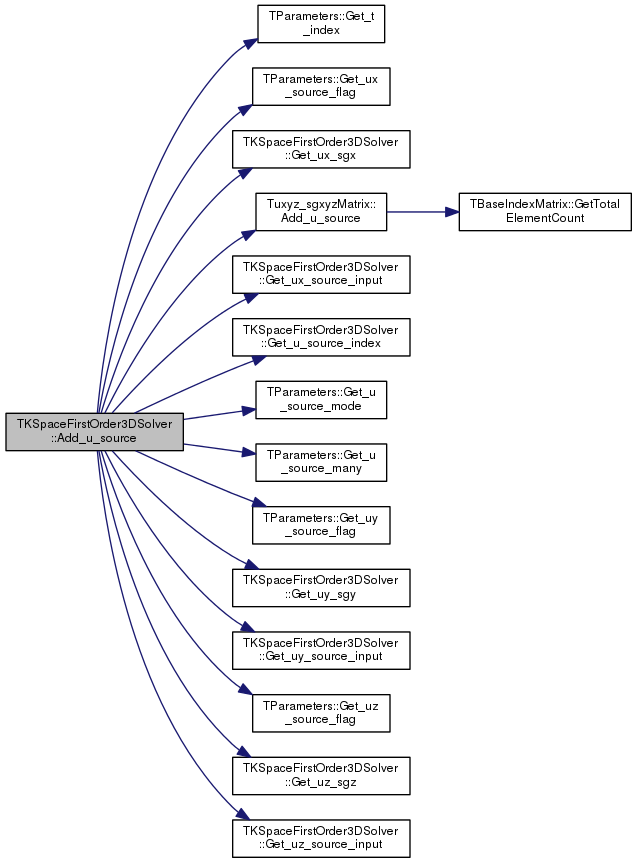 TParameters::Get_t
_index
TParameters::Get_ux
_source_flag
TKSpaceFirstOrder3DSolver
::Get_ux_sgx
Tuxyz_sgxyzMatrix::
Add_u_source
TBaseIndexMatrix::GetTotal
ElementCount
TKSpaceFirstOrder3DSolver
::Get_ux_source_input
TKSpaceFirstOrder3DSolver
::Get_u_source_index
TParameters::Get_u
_source_mode
TKSpaceFirstOrder3DSolver
::Add_u_source
TParameters::Get_u
_source_many
TParameters::Get_uy
_source_flag
TKSpaceFirstOrder3DSolver
::Get_uy_sgy
TKSpaceFirstOrder3DSolver
::Get_uy_source_input
TParameters::Get_uz
_source_flag
TKSpaceFirstOrder3DSolver
::Get_uz_sgz
TKSpaceFirstOrder3DSolver
::Get_uz_source_input